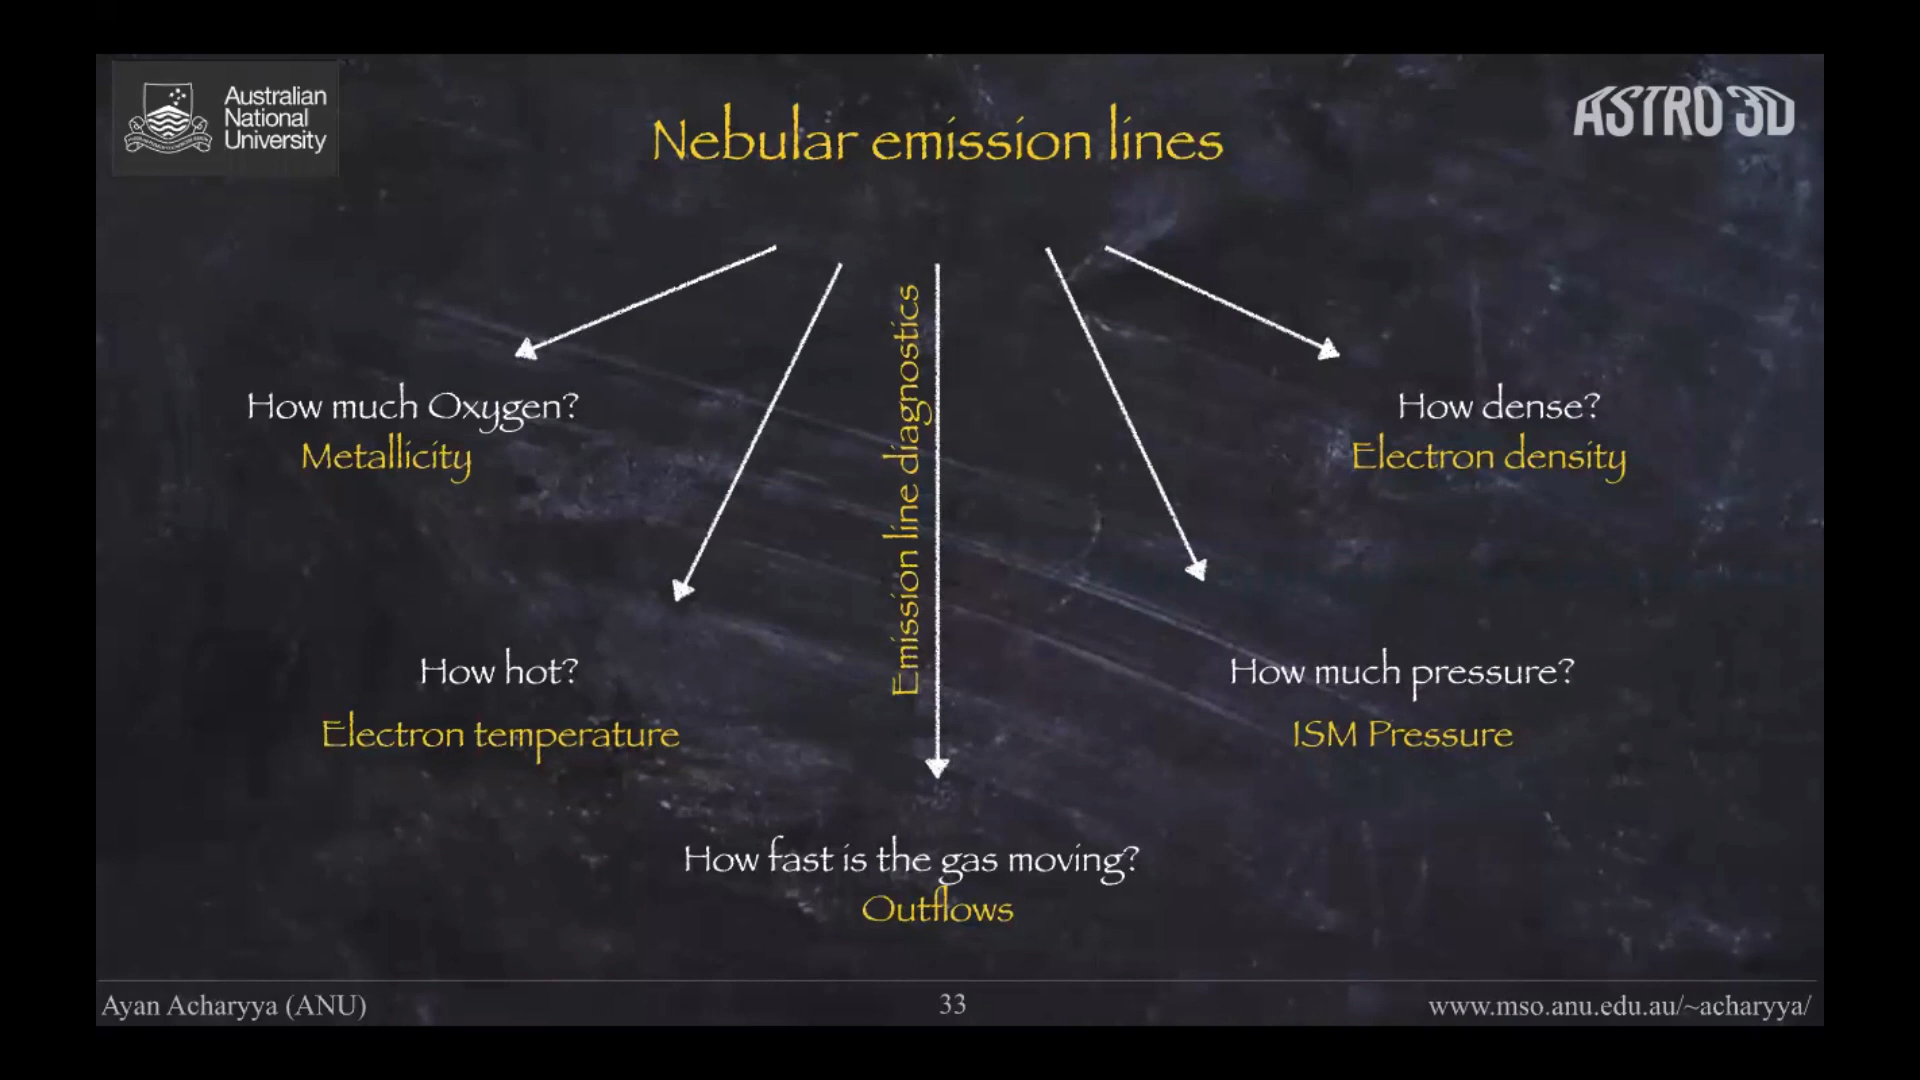 Australian
National
University
ASTRO 3D
Nebular emission lines
Emission line diagnostics
How much Oxygen?
Metallicity
How dense?
Electron density
How hot?
Electron temperature
How much pressure?
ISM Pressure
How fast is the gas moving?
Outflows
Ayan Acharyya (ANU)
33
www.mso.anu.edu.au/~acharyya/